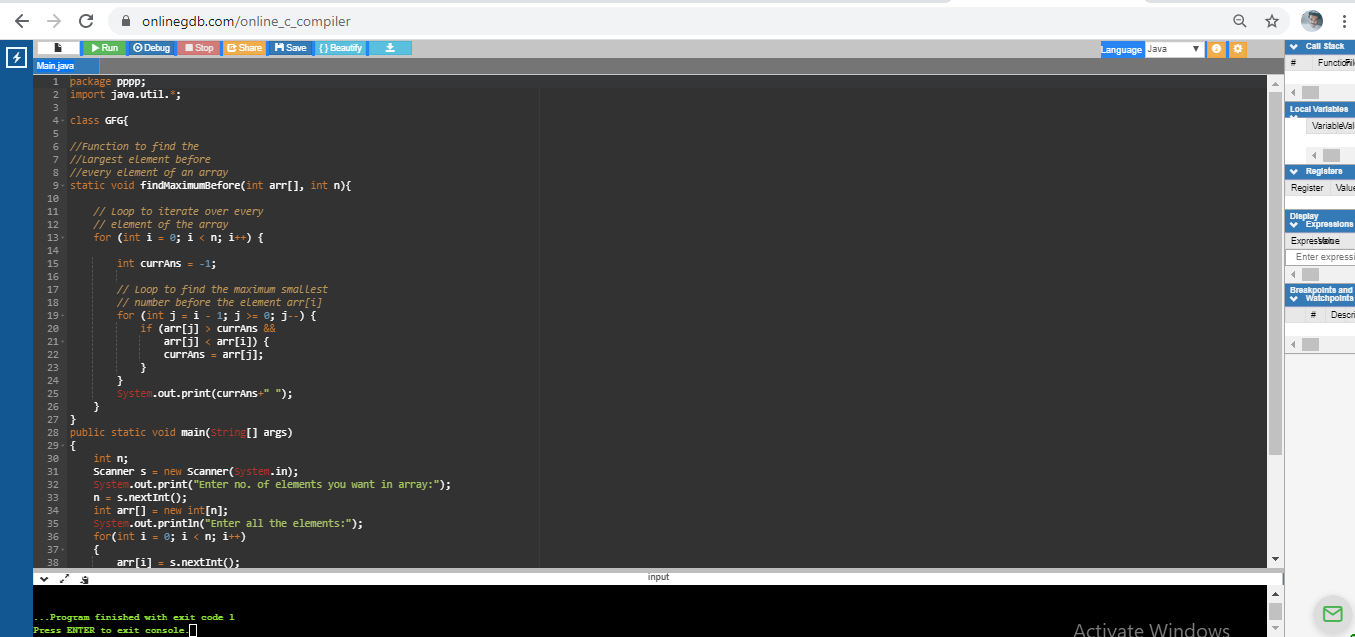 onlinegdb.com/online_c_compiler
Run Debug Stop Share Save { } Beautify
Language Java
Main.java
1 package pppp;
2 import java.util.*;
3
4 class GFG{
5
6 //Function to find the
7 //Largest element before
8 //every element of an array
9 static void findMaximumBefore(int arr[], int n){
10
11 // Loop to iterate over every
12 // element of the array
13 for (int i = 0; i < n; i++) {
14
15 int currAns = -1;
16
17 // Loop to find the maximum smallest
18 // number before the element arr[i]
19 for (int j = i - 1; j >= 0; j--) {
20 if (arr[j] > currAns &&
21 arr[j] < arr[i]) {
22 currAns = arr[j];
23 }
24 }
25 System.out.print(currAns+" ");
26 }
27 }
28 public static void main(String[] args)
29 {
30 int n;
31 Scanner s = new Scanner(System.in);
32 System.out.print("Enter no. of elements you want in array:");
33 n = s.nextInt();
34 int arr[] = new int[n];
35 System.out.println("Enter all the elements:");
36 for(int i = 0; i < n; i++)
37 {
38 arr[i] = s.nextInt();
input
...Program finished with exit code 1
Press ENTER to exit console.
Call Stack
# Function
Local Variables
Variable Val
Registers
Register Value
Display
Expressions
Expression
Enter expressi
Breakpoints and
Watchpoints
# Descri
Activate Windows